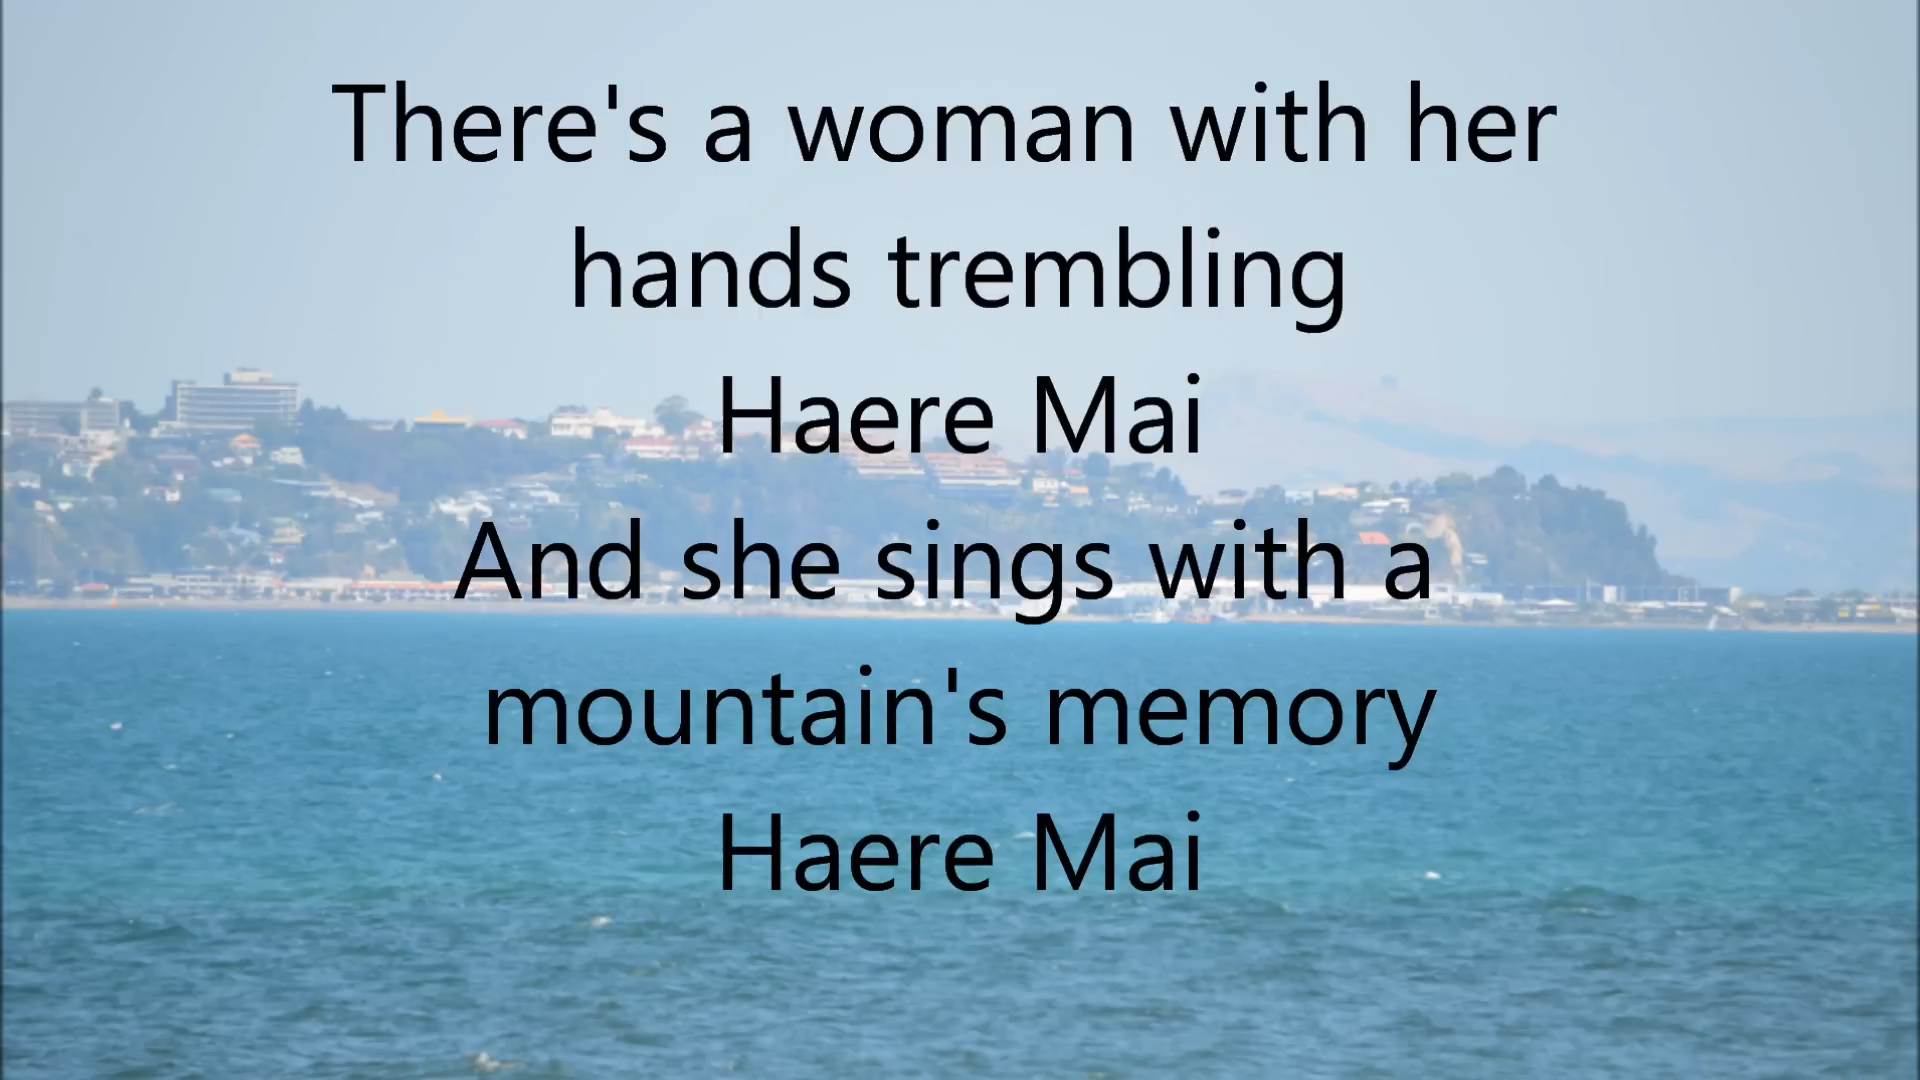 There's a woman with her
hands trembling
Haere Mai
And she sings with a
mountain's memory
Haere Mai